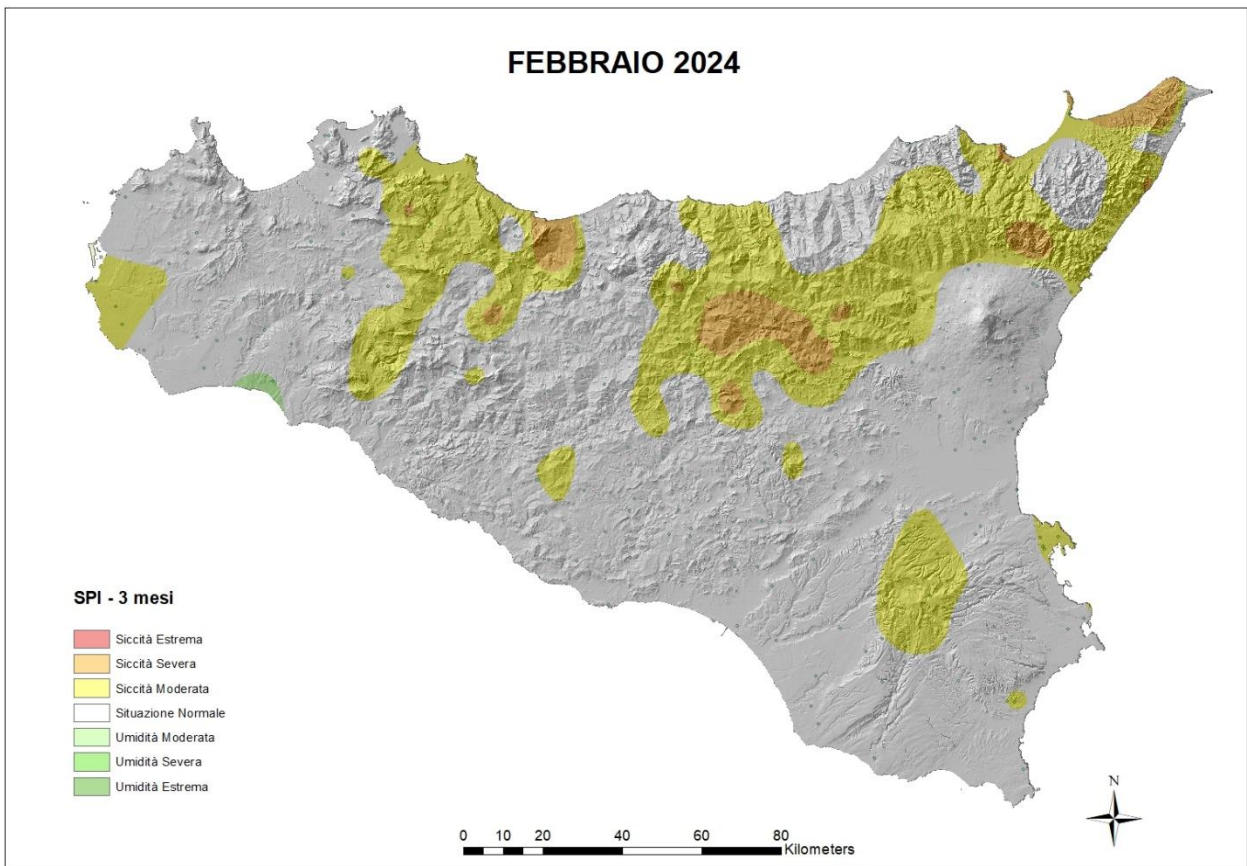 FEBBRAIO 2024
SPI - 3 mesi
Siccità Estrema
Siccità Severa
Siccità Moderata
Situazione Normale
Umidità Moderata
Umidità Severa
Umidità Estrema
N
0 10 20 40 60 80
Kilometers